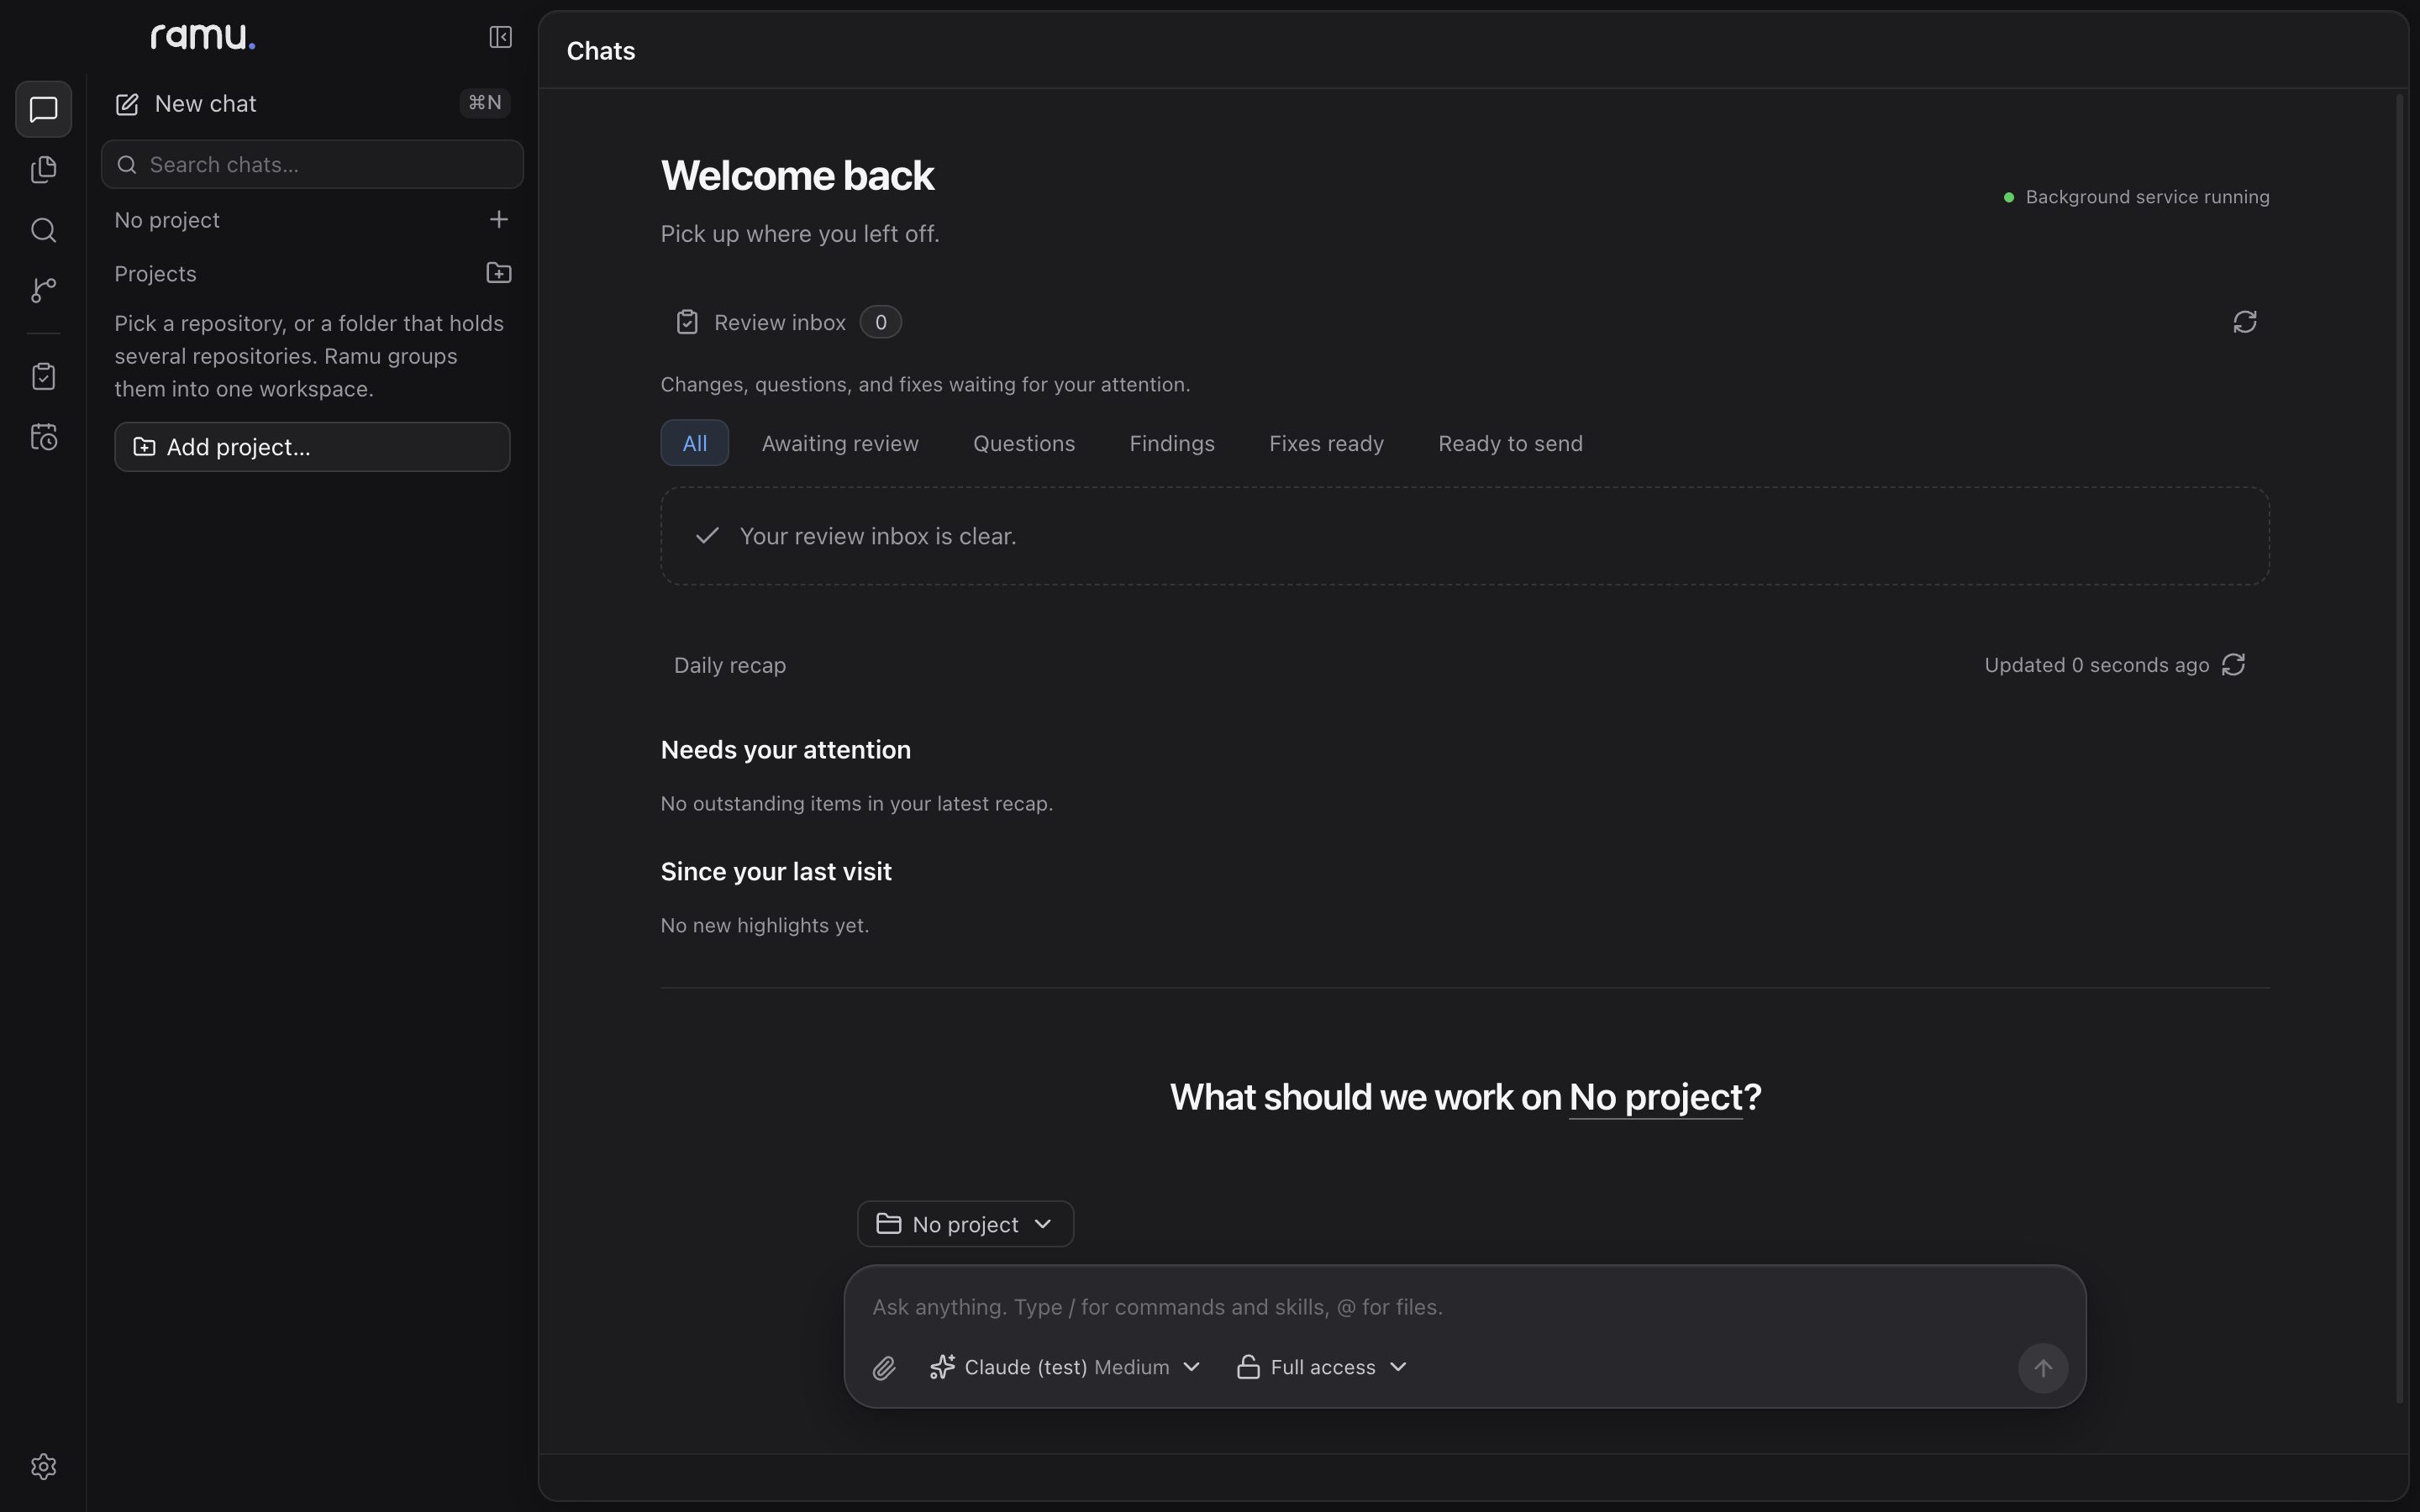 ramu.
New chat
⌘N
Search chats...
No project
Projects
Pick a repository, or a folder that holds
several repositories. Ramu groups
them into one workspace.
Add project...
Chats
Welcome back
Pick up where you left off.
Background service running
Review inbox 0
Changes, questions, and fixes waiting for your attention.
All Awaiting review Questions Findings Fixes ready Ready to send
Your review inbox is clear.
Daily recap
Updated 0 seconds ago
Needs your attention
No outstanding items in your latest recap.
Since your last visit
No new highlights yet.
What should we work on No project?
No project
Ask anything. Type / for commands and skills, @ for files.
Claude (test) Medium Full access